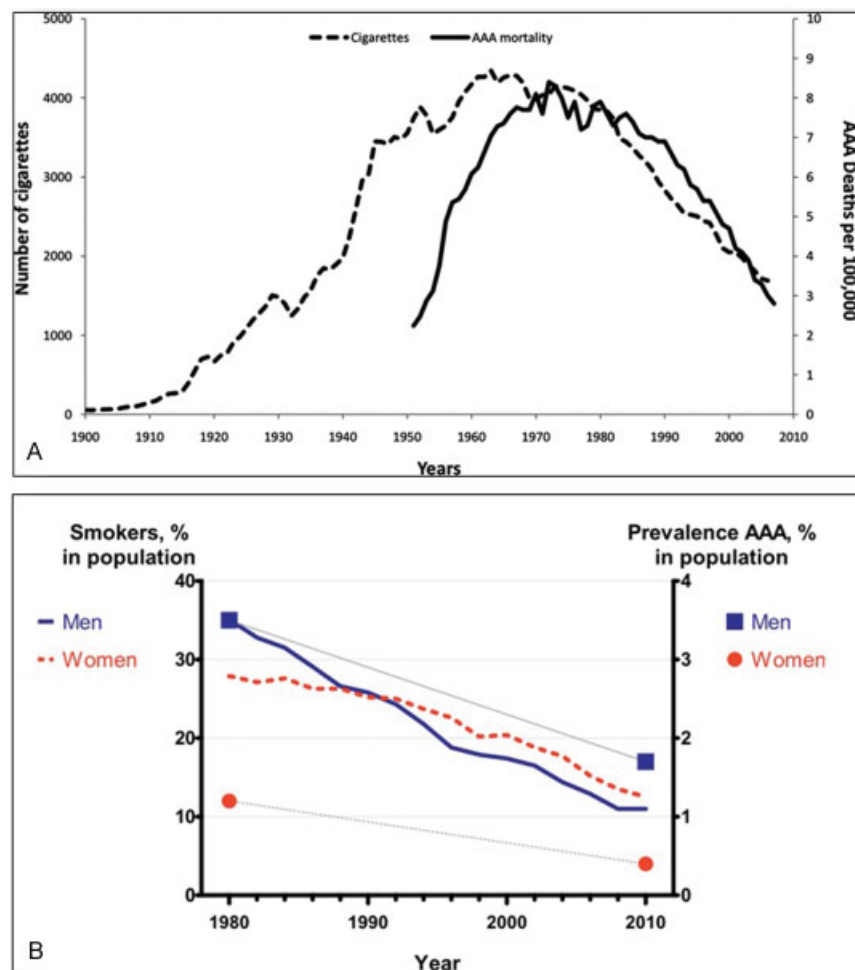 Cigarettes AAA mortality
Number of cigarettes
AAA Deaths per 100,000
5000
4000
3000
2000
1000
0
10
9
8
7
6
5
4
3
2
1
0
1900 1910 1920 1930 1940 1950 1960 1970 1980 1990 2000 2010
Years
A
Smokers, %
in population
Men
Women
Prevalence AAA, %
in population
Men
Women
40
30
20
10
0
4
3
2
1
0
1980 1990 2000 2010
Year
B